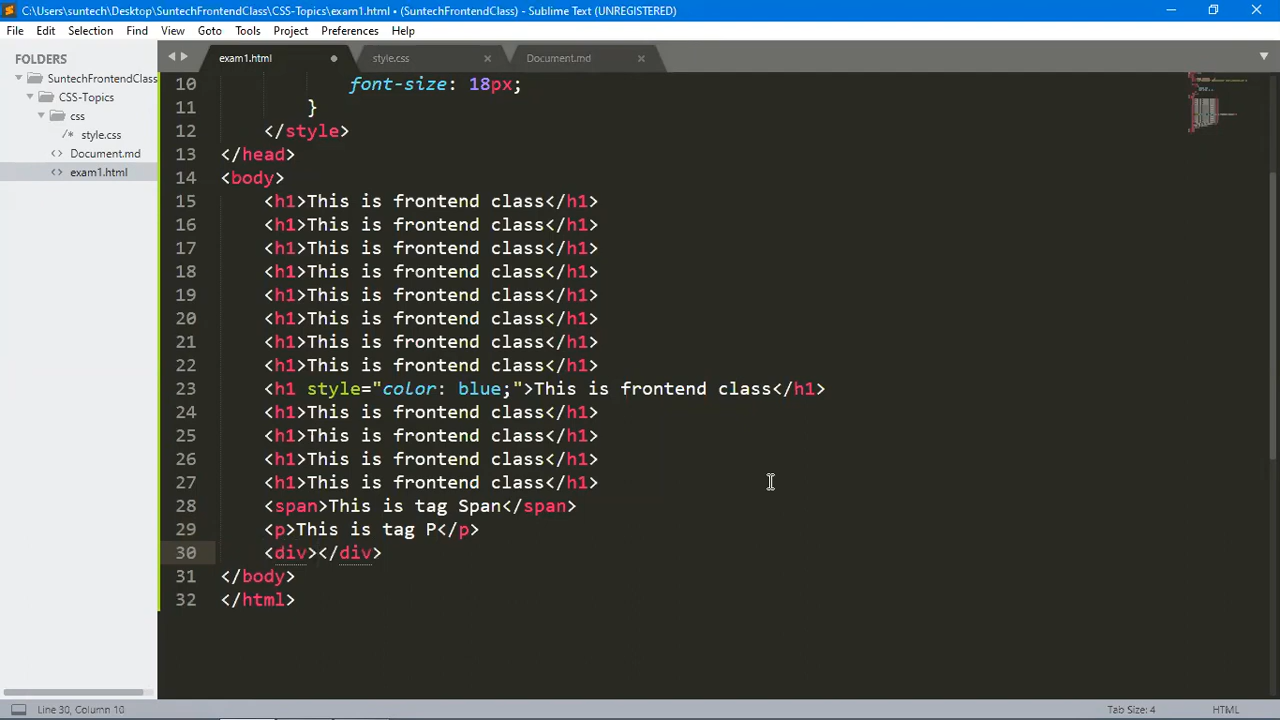 C:\Users\suntech\Desktop\SuntechFrontendClass\CSS-Topics\exam1.html • (SuntechFrontendClass) - Sublime Text (UNREGISTERED)
File Edit Selection Find View Goto Tools Project Preferences Help
FOLDERS
SuntechFrontendClass
CSS-Topics
css
/* style.css
<> Document.md
<> exam1.html
exam1.html style.css Document.md
10 font-size: 18px;
11 }
12 </style>
13 </head>
14 <body>
15 <h1>This is frontend class</h1>
16 <h1>This is frontend class</h1>
17 <h1>This is frontend class</h1>
18 <h1>This is frontend class</h1>
19 <h1>This is frontend class</h1>
20 <h1>This is frontend class</h1>
21 <h1>This is frontend class</h1>
22 <h1>This is frontend class</h1>
23 <h1 style="color: blue;">This is frontend class</h1>
24 <h1>This is frontend class</h1>
25 <h1>This is frontend class</h1>
26 <h1>This is frontend class</h1>
27 <h1>This is frontend class</h1>
28 <span>This is tag Span</span>
29 <p>This is tag P</p>
30 <div></div>
31 </body>
32 </html>
Line 30, Column 10 Tab Size: 4 HTML